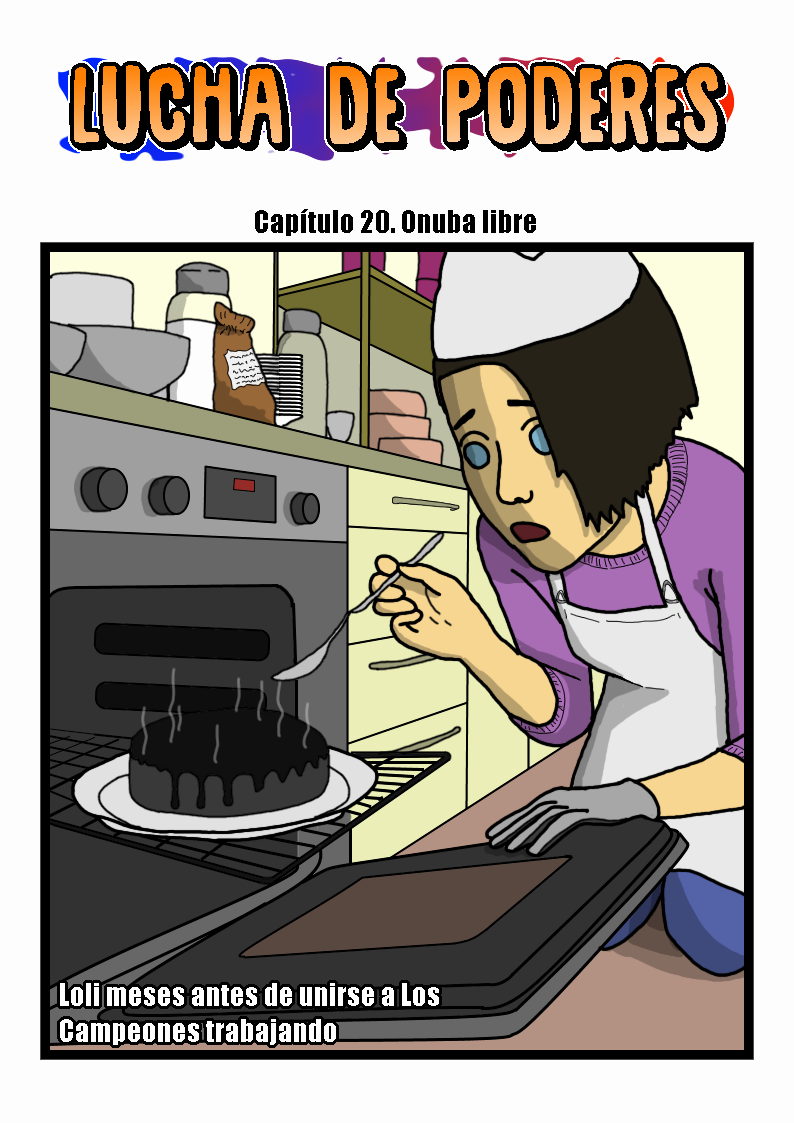 LUCHA DE PODERES
Capítulo 20. Onuba libre
Loli meses antes de unirse a Los
Campeones trabajando